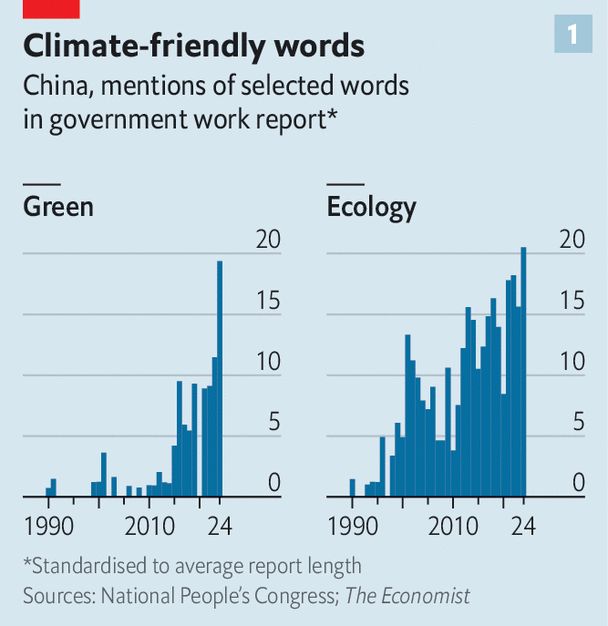 Climate-friendly words
1
China, mentions of selected words
in government work report*
Green
20
15
10
5
0
1990
2010
24
Ecology
20
15
10
5
0
1990
2010
24
*Standardised to average report length
Sources: National People's Congress; The Economist